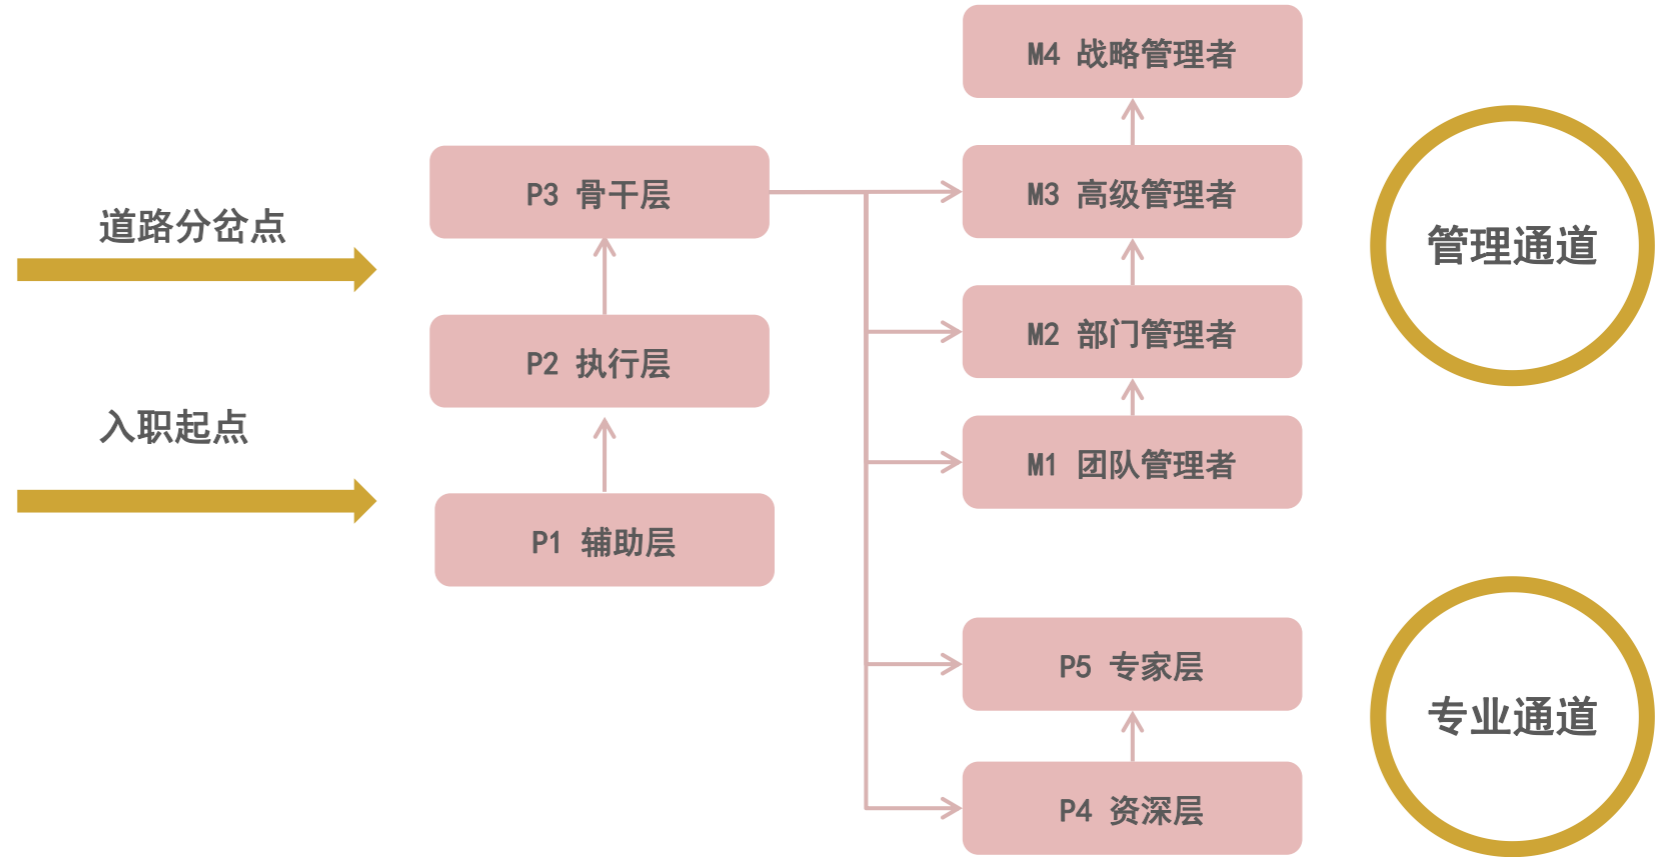 道路分岔点
入职起点
P3 骨干层
P2 执行层
P1 辅助层
M4 战略管理者
M3 高级管理者
M2 部门管理者
M1 团队管理者
P5 专家层
P4 资深层
管理通道
专业通道